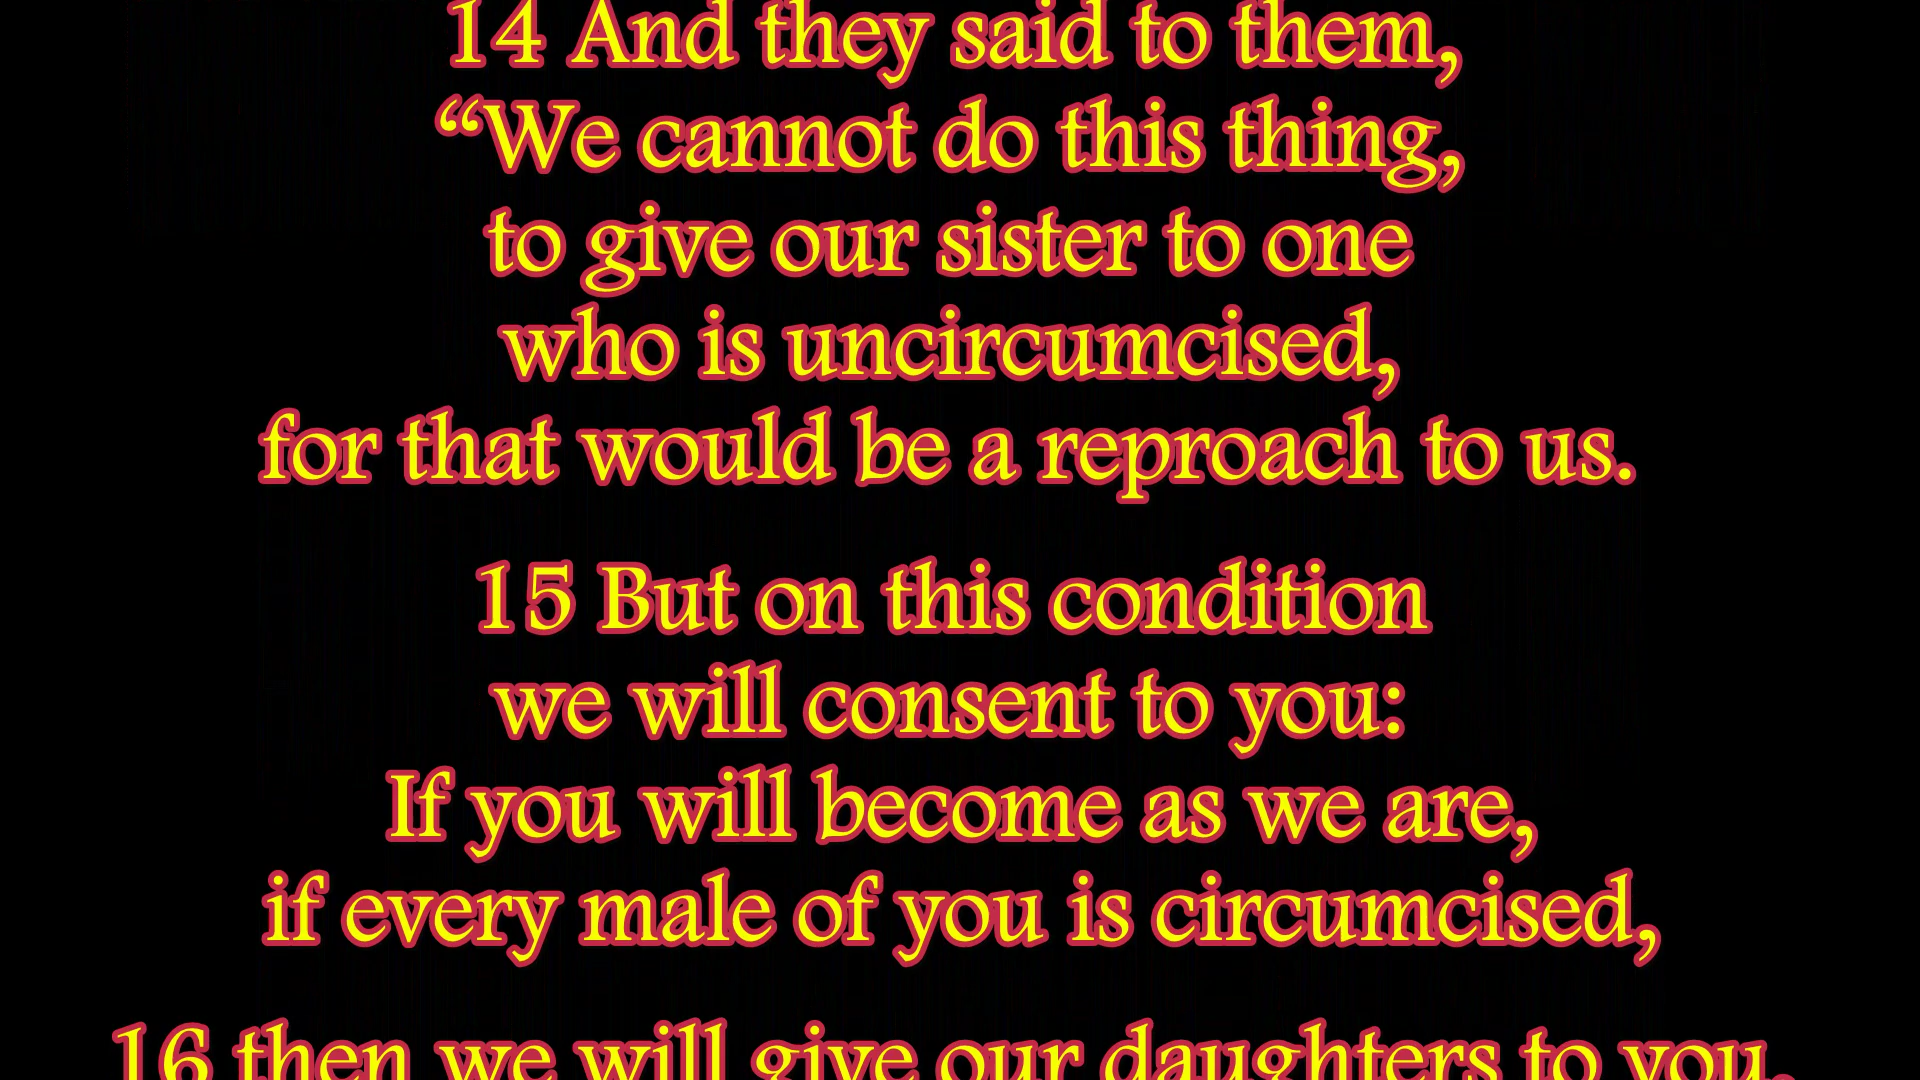 14 And they said to them,
“We cannot do this thing,
to give our sister to one
who is uncircumcised,
for that would be a reproach to us.
15 But on this condition
we will consent to you:
If you will become as we are,
if every male of you is circumcised,
16 then we will give our daughters to you,